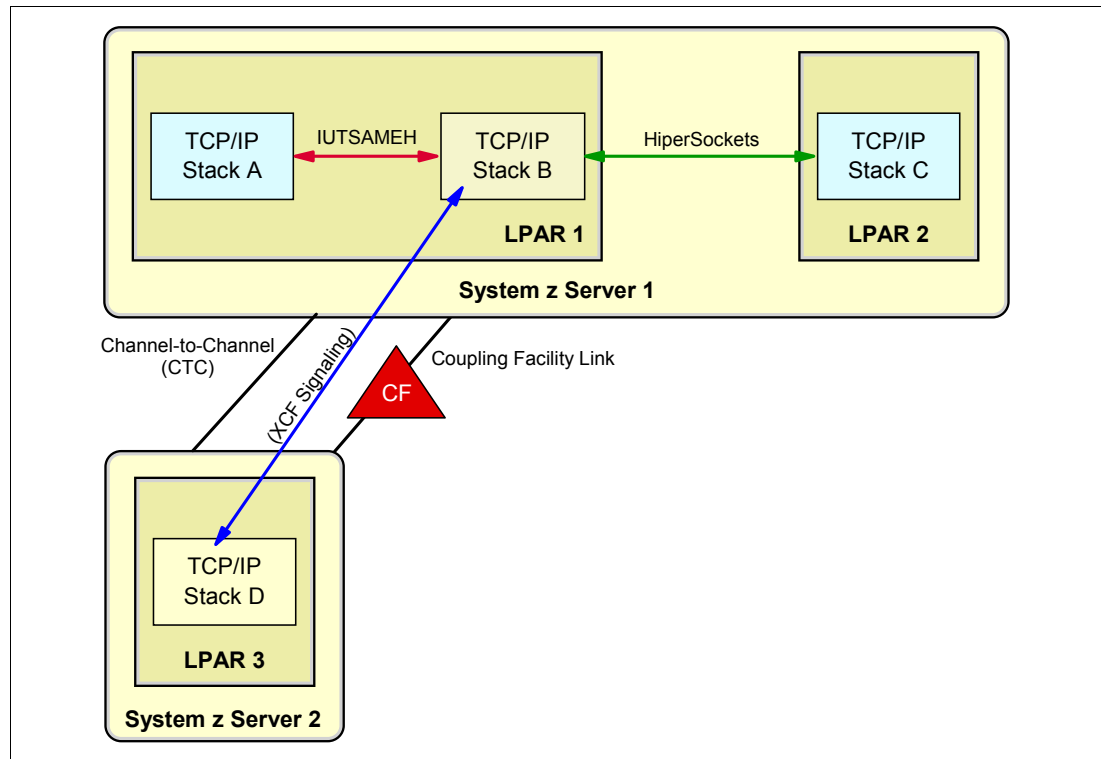 TCP/IP
Stack A
IUTSAMEH
TCP/IP
Stack B
HiperSockets
TCP/IP
Stack C
LPAR 1
LPAR 2
System z Server 1
Channel-to-Channel
(CTC)
(XCF Signaling)
Coupling Facility Link
CF
TCP/IP
Stack D
LPAR 3
System z Server 2